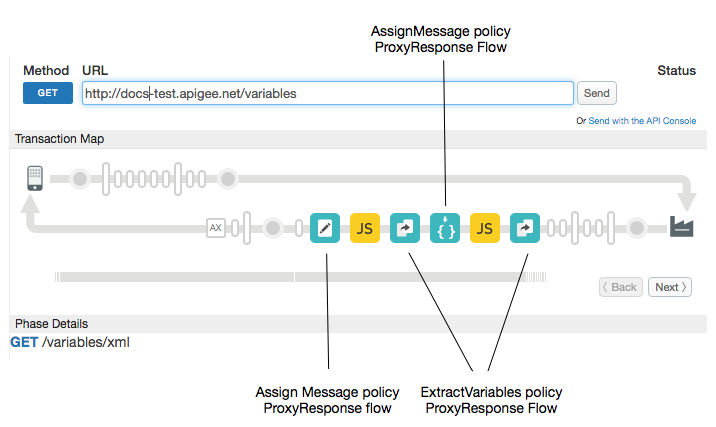 AssignMessage policy
ProxyResponse Flow
Method URL Status
GET http://docs-test.apigee.net/variables Send
Or Send with the API Console
Transaction Map
AX JS { } JS
< Back Next >
Phase Details
GET /variables/xml
Assign Message policy
ProxyResponse flow
ExtractVariables policy
ProxyResponse Flow